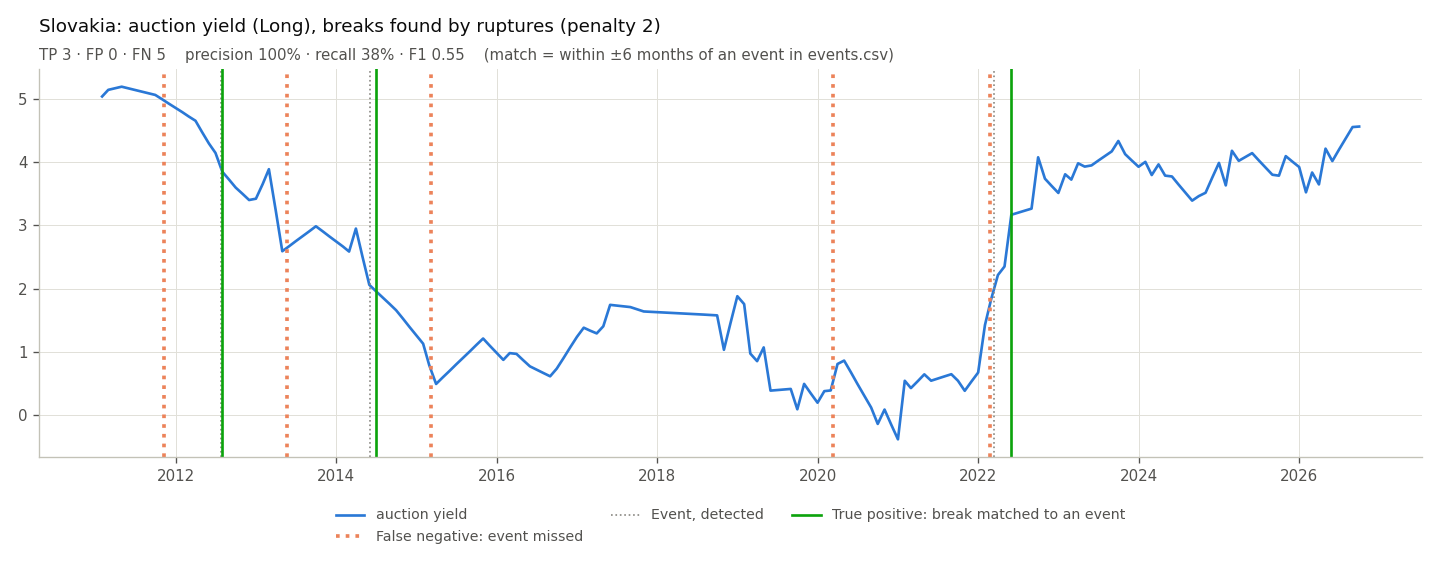 Slovakia: auction yield (Long), breaks found by ruptures (penalty 2)
TP 3 · FP 0 · FN 5    precision 100% · recall 38% · F1 0.55    (match = within ±6 months of an event in events.csv)
5
4
3
2
1
0
2012 2014 2016 2018 2020 2022 2024 2026
auction yield
Event, detected
True positive: break matched to an event
False negative: event missed